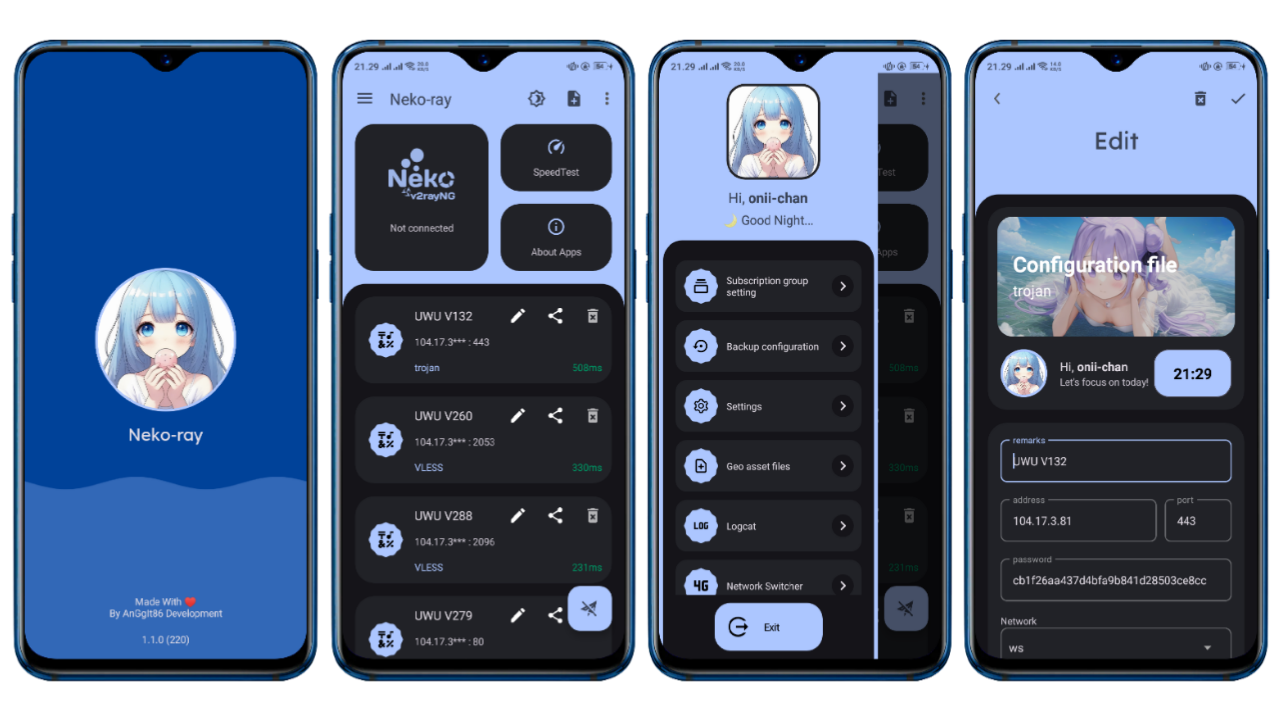 Neko-ray
Made With ❤️
By AnGgIt86 Development
1.1.0 (220)
21.29
Neko-ray
Neko
v2rayNG
Not connected
SpeedTest
About Apps
UWU V132
104.17.3*** : 443
trojan
508ms
UWU V260
104.17.3*** : 2053
VLESS
330ms
UWU V288
104.17.3*** : 2096
VLESS
231ms
UWU V279
104.17.3*** : 80
21.29
Hi, onii-chan
🌙 Good Night...
Test
Apps
Subscription group
setting
Backup configuration
Settings
Geo asset files
LOG
Logcat
4G
Network Switcher
Exit
508ms
330ms
231ms
21.29
Edit
Configuration file
trojan
Hi, onii-chan
Let's focus on today!
21:29
remarks
UWU V132
address
104.17.3.81
port
443
password
cb1f26aa437d4bfa9b841d28503ce8cc
Network
ws